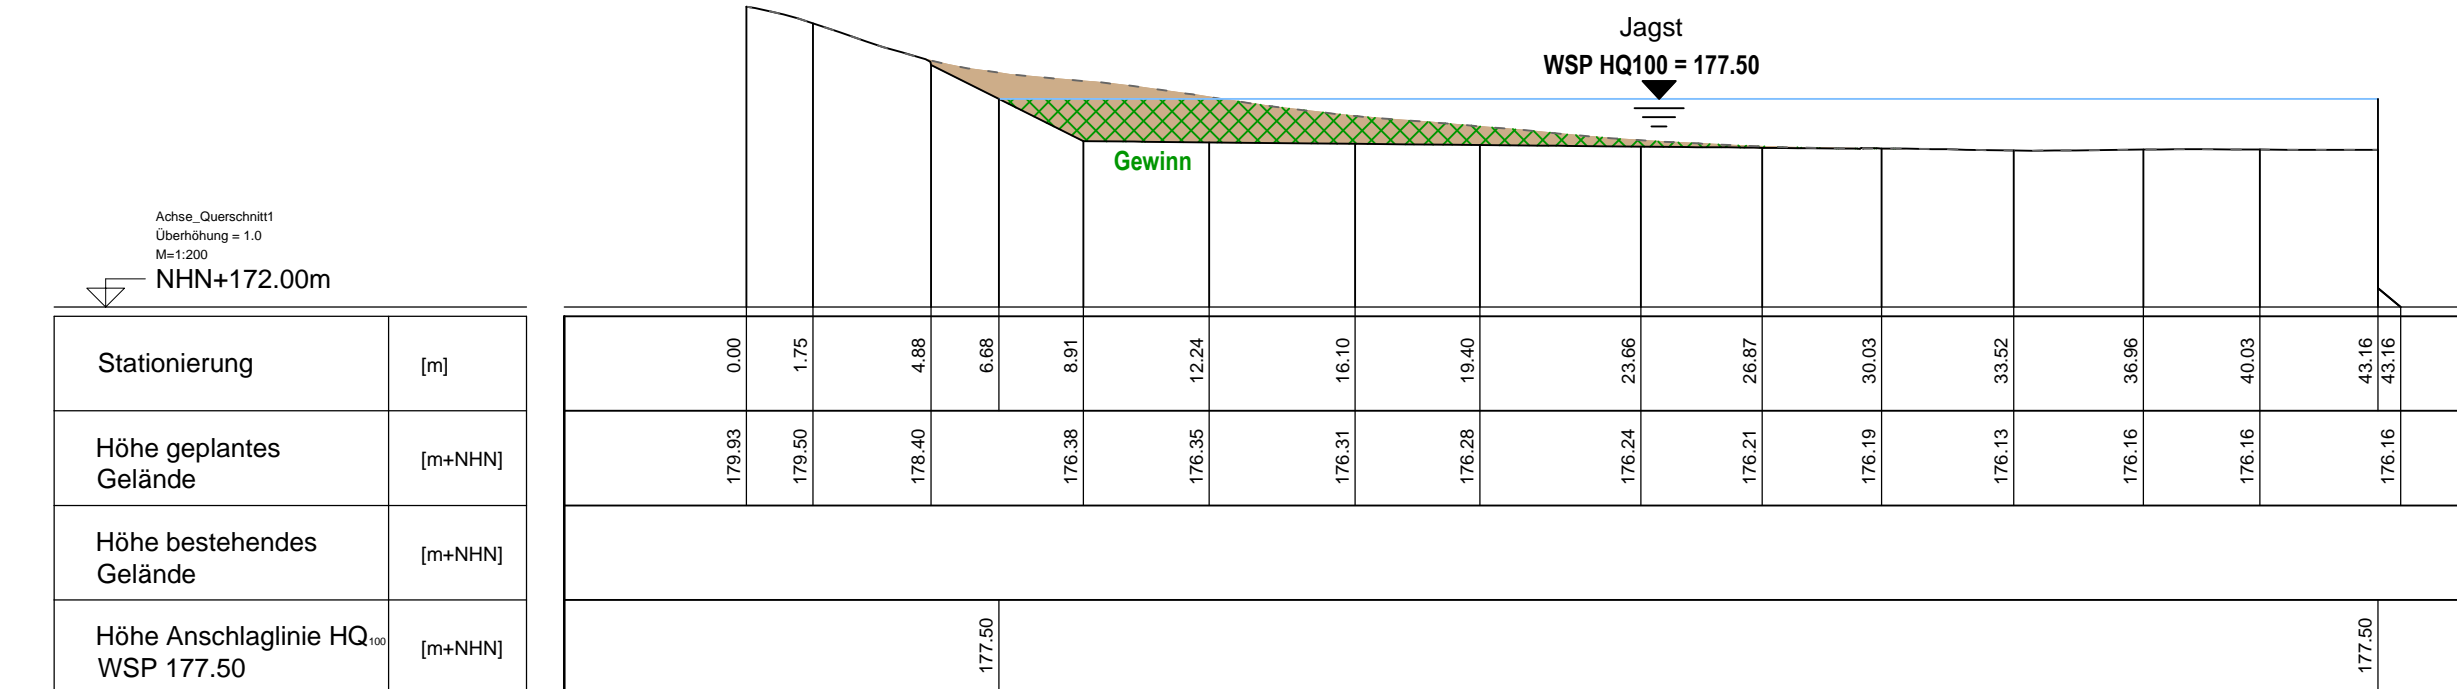 Jagst
WSP HQ100 = 177.50
Gewinn
Achse_Querschnitt1
Überhöhung = 1.0
M=1:200
NHN+172.00m
Stationierung [m] 0.00 1.75 4.88 6.68 8.91 12.24 16.10 19.40 23.66 26.87 30.03 33.52 36.96 40.03 43.16 43.16
Höhe geplantes
Gelände [m+NHN] 179.93 179.50 178.40 176.38 176.35 176.31 176.28 176.24 176.21 176.19 176.13 176.16 176.16 176.16
Höhe bestehendes
Gelände [m+NHN]
Höhe Anschlaglinie HQ100
WSP 177.50 [m+NHN] 177.50 177.50